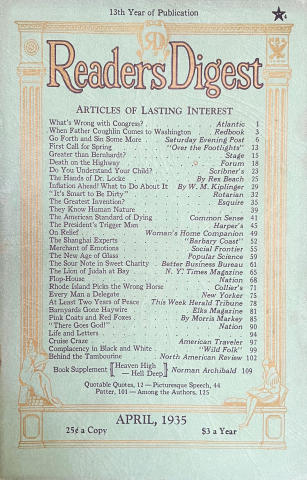 13th Year of Publication
RD
Readers Digest
ARTICLES OF LASTING INTEREST
What's Wrong with Congress? . . Atlantic 1
When Father Coughlin Comes to Washington . Redbook 3
Go Forth and Sin Some More . Saturday Evening Post 6
First Call for Spring . . "Over the Footlights" 13
Greater than Bernhardt? . . Stage 15
Death on the Highway . . Forum 18
Do You Understand Your Child? . . Scribner's 23
The Hands of Dr. Locke . . By Rex Beach 25
Inflation Ahead! What to Do About It . By W. M. Kiplinger 29
"It's Smart to Be Dirty" . . Rotarian 32
The Greatest Invention? . . Esquire 35
They Know Human Nature . . 39
The American Standard of Dying . . Common Sense 41
The President's Trigger Man . . Harper's 45
On Relief . . Woman's Home Companion 49
The Shanghai Experts . . "Barbary Coast" 52
Merchant of Emotions . . Social Frontier 55
The New Age of Glass . . Popular Science 59
The Sour Note in Sweet Charity . Better Business Bureau 61
The Lion of Judah at Bay . N. Y. Times Magazine 65
Flop-House . . Nation 68
Rhode Island Picks the Wrong Horse . . Collier's 71
Every Man a Delegate . . New Yorker 75
At Least Two Years of Peace . This Week Herald Tribune 78
Barnyards Gone Haywire . . Elks Magazine 81
Pink Coats and Red Foxes . . By Morris Markey 85
"There Goes God!" . . Nation 90
Life and Letters . . 94
Cruise Craze . . American Traveler 97
Complacency in Black and White . . "Wild Folk" 99
Behind the Tambourine . . North American Review 102
Book Supplement [Heaven High — Hell Deep] Norman Archibald 109
Quotable Quotes, 12 — Picturesque Speech, 44
Patter, 101 — Among the Authors, 125
APRIL, 1935
25¢ a Copy
$3 a Year